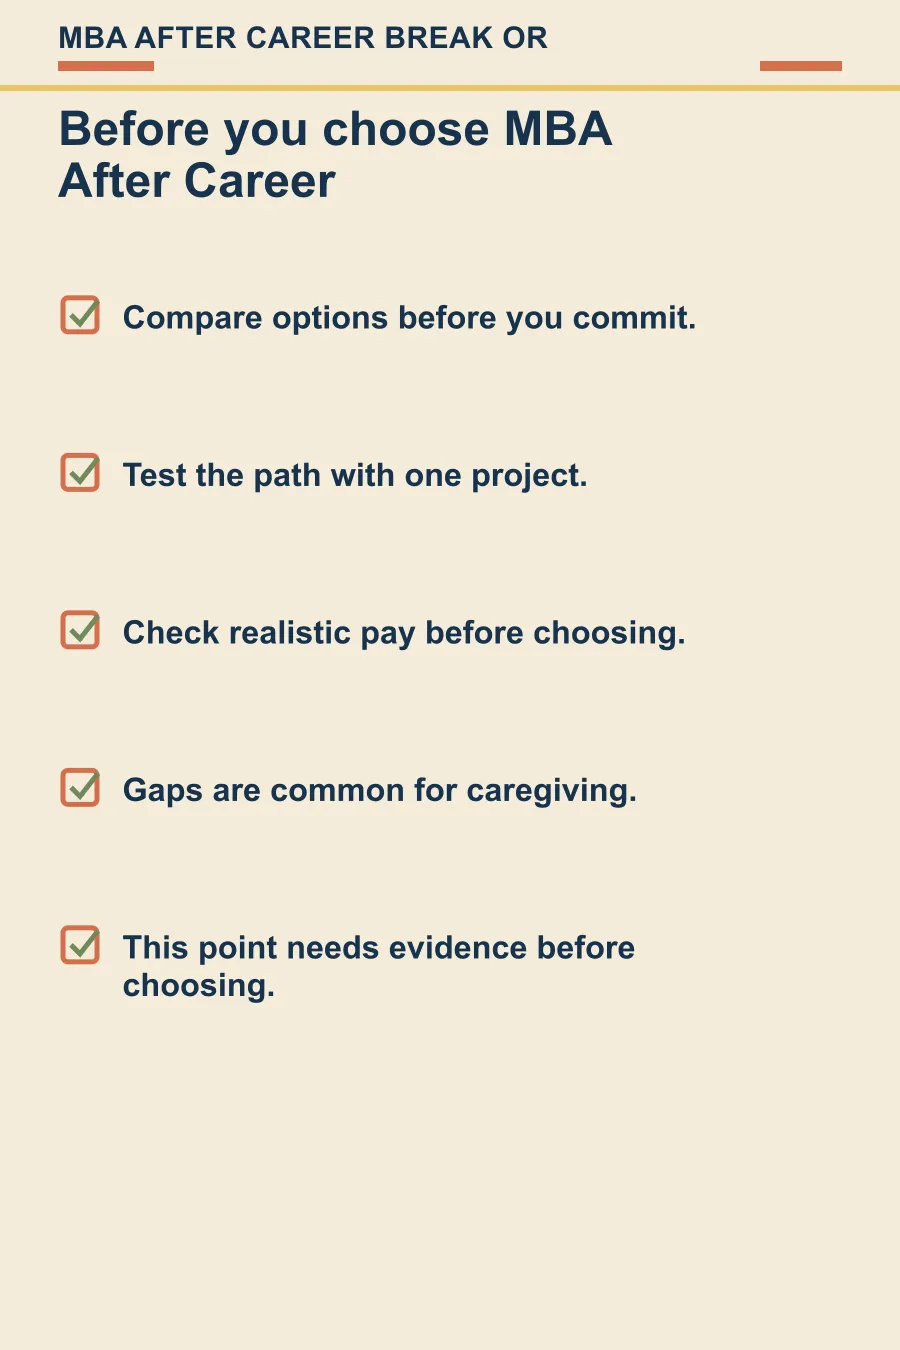 MBA AFTER CAREER BREAK OR
Before you choose MBA
After Career
Compare options before you commit.
Test the path with one project.
Check realistic pay before choosing.
Gaps are common for caregiving.
This point needs evidence before
choosing.